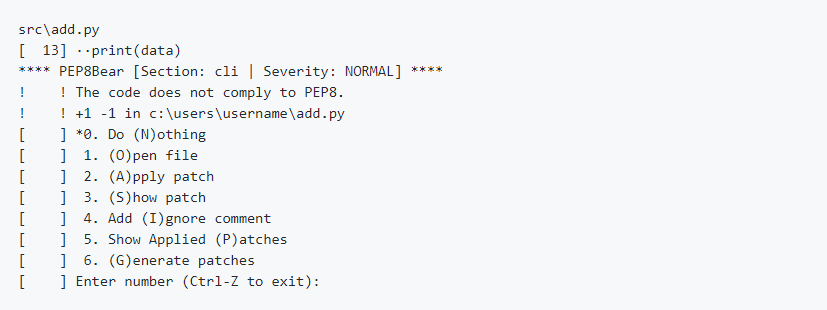 src\add.py
[  13] ··print(data)
**** PEP8Bear [Section: cli | Severity: NORMAL] ****
!    ! The code does not comply to PEP8.
!    ! +1 -1 in c:\users\username\add.py
[    ] *0. Do (N)othing
[    ]  1. (O)pen file
[    ]  2. (A)pply patch
[    ]  3. (S)how patch
[    ]  4. Add (I)gnore comment
[    ]  5. Show Applied (P)atches
[    ]  6. (G)enerate patches
[    ] Enter number (Ctrl-Z to exit):